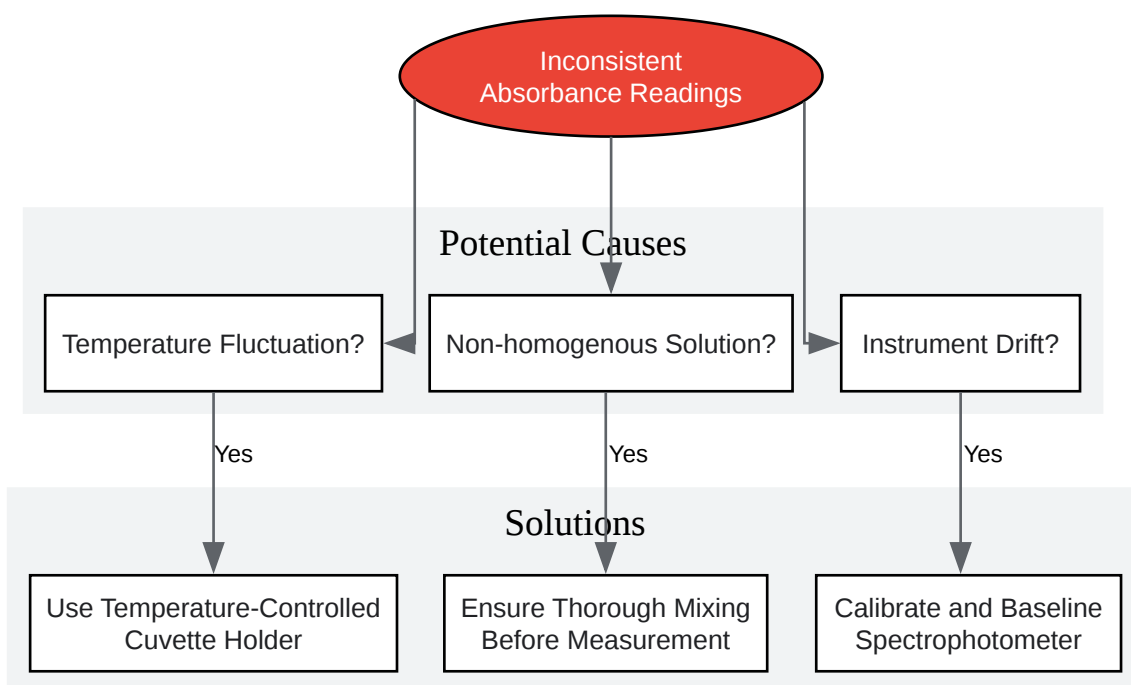 Inconsistent
Absorbance Readings
Potential Causes
Temperature Fluctuation?
Non-homogenous Solution?
Instrument Drift?
Yes
Yes
Yes
Solutions
Use Temperature-Controlled
Cuvette Holder
Ensure Thorough Mixing
Before Measurement
Calibrate and Baseline
Spectrophotometer